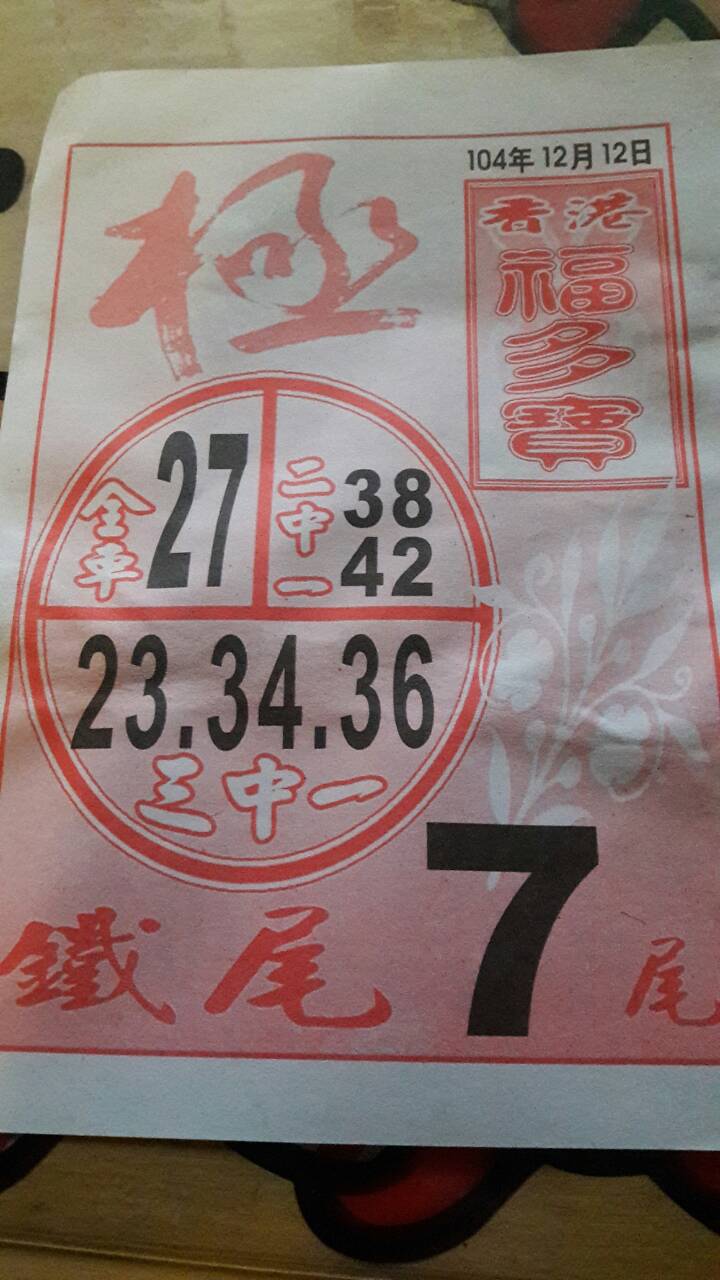 104年12月12日
香港
福多寶
極
全車 27
二中一 38 42
23.34.36
三中一
鐵尾 7 尾